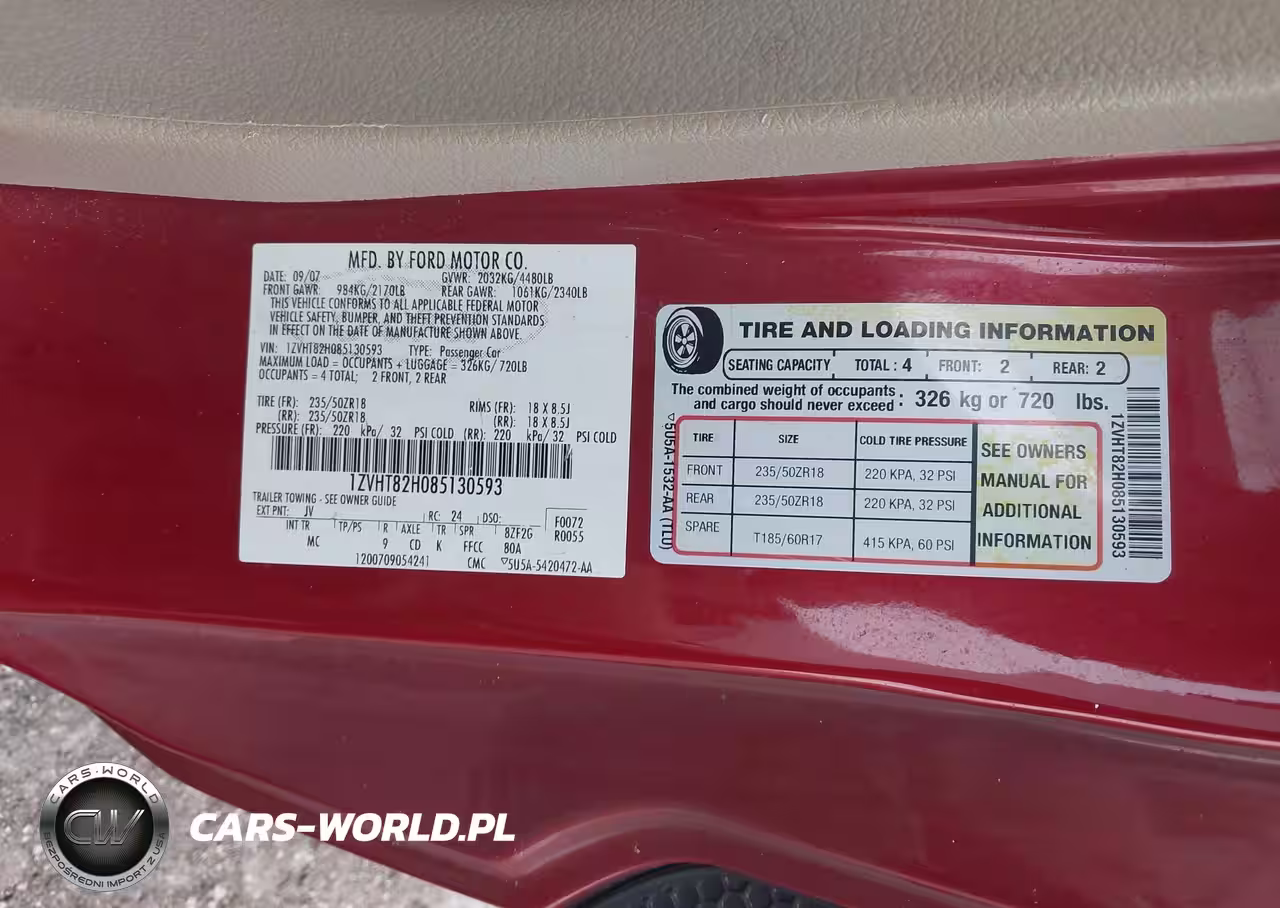 MFD. BY FORD MOTOR CO.
DATE: 09/07 GVWR: 2032KG/4480LB
FRONT GAWR: 984KG/2170LB REAR GAWR: 1061KG/2340LB
THIS VEHICLE CONFORMS TO ALL APPLICABLE FEDERAL MOTOR
VEHICLE SAFETY, BUMPER, AND THEFT PREVENTION STANDARDS
IN EFFECT ON THE DATE OF MANUFACTURE SHOWN ABOVE.
VIN: 1ZVHT82H085130593 TYPE: Passenger Car
MAXIMUM LOAD = OCCUPANTS + LUGGAGE = 326KG/ 720LB
OCCUPANTS = 4 TOTAL; 2 FRONT, 2 REAR
TIRE (FR): 235/50ZR18 RIMS (FR): 18 X 8.5J
(RR): 235/50ZR18 (RR): 18 X 8.5J
PRESSURE (FR): 220 kPa/ 32 PSI COLD (RR): 220 kPa/ 32 PSI COLD
1ZVHT82H085130593
TRAILER TOWING - SEE OWNER GUIDE
EXT PNT: JV RC: 24 DSO: F0072
INT TR TP/PS R AXLE TR SPR 8ZF2G R0055
MC 9 CD K FFCC 80A
1200709054241 CMC ▽5U5A-5420472-AA
TIRE AND LOADING INFORMATION
SEATING CAPACITY TOTAL : 4 FRONT: 2 REAR: 2
The combined weight of occupants
and cargo should never exceed : 326 kg or 720 lbs.
TIRE SIZE COLD TIRE PRESSURE
FRONT 235/50ZR18 220 KPA, 32 PSI
REAR 235/50ZR18 220 KPA, 32 PSI
SPARE T185/60R17 415 KPA, 60 PSI
SEE OWNERS
MANUAL FOR
ADDITIONAL
INFORMATION
▽5U5A-1532-AA (TLU)
1ZVHT82H085130593
CARS-WORLD
CW
BEZPOŚREDNI IMPORT Z USA
CARS-WORLD.PL